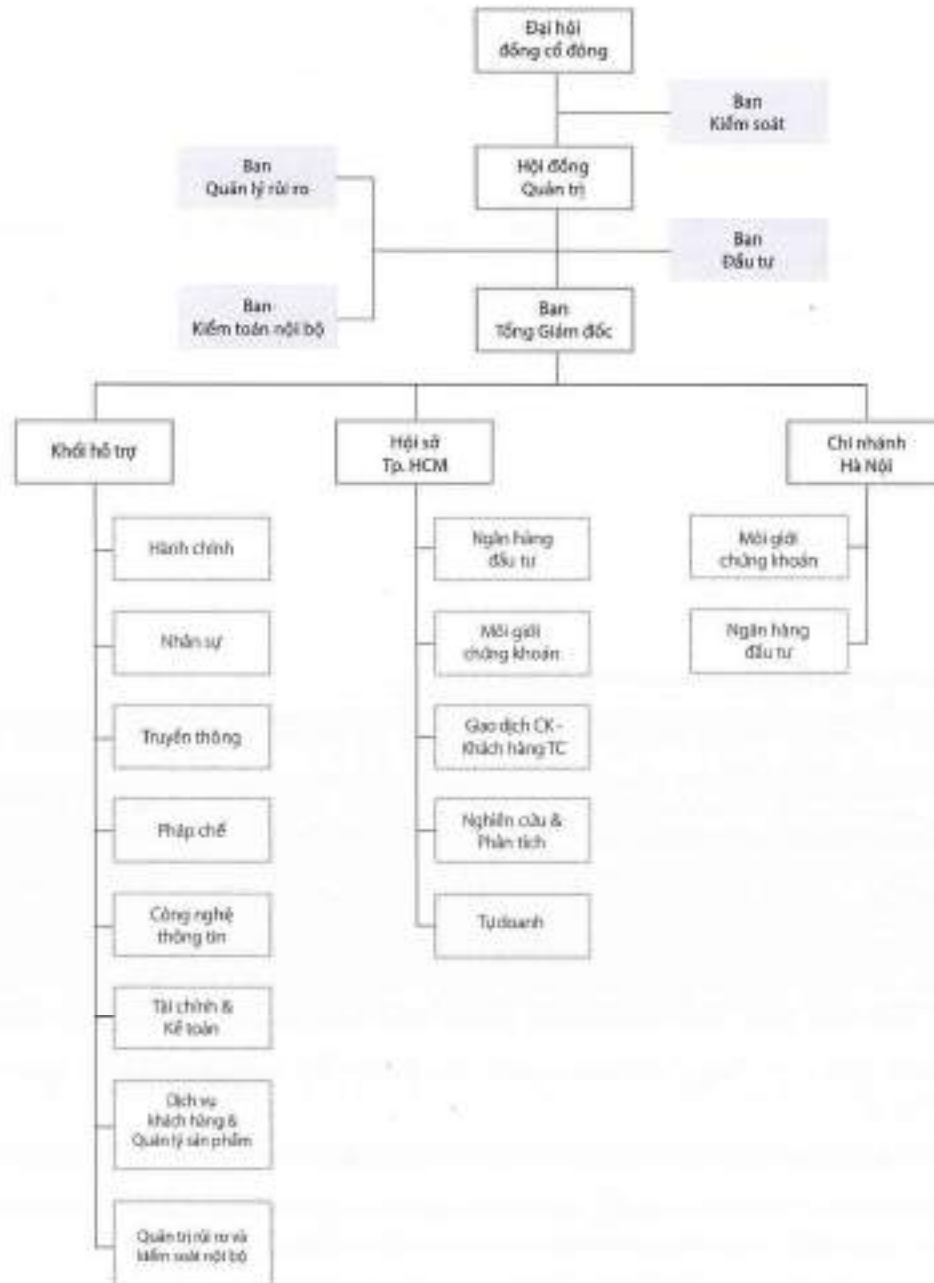 Đại hội
đồng cổ đông
Ban
Kiểm soát
Hội đồng
Quản trị
Ban
Quản lý rủi ro
Ban
Đầu tư
Ban
Kiểm toán nội bộ
Ban
Tổng Giám đốc
Khối hỗ trợ
Hành chính
Nhân sự
Truyền thông
Pháp chế
Công nghệ
thông tin
Tài chính &
Kế toán
Dịch vụ
khách hàng &
Quản lý sản phẩm
Quản trị rủi ro và
kiểm soát nội bộ
Hội sở
Tp. HCM
Ngân hàng
đầu tư
Môi giới
chứng khoán
Giao dịch CK -
Khách hàng TC
Nghiên cứu &
Phân tích
Tự doanh
Chi nhánh
Hà Nội
Môi giới
chứng khoán
Ngân hàng
đầu tư